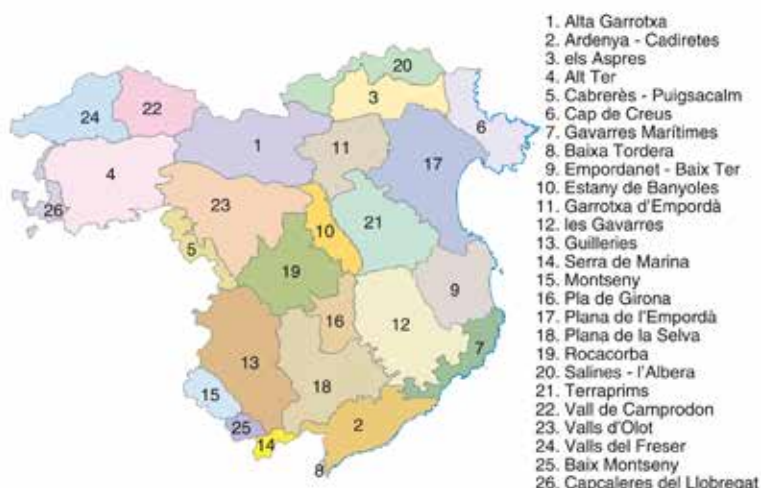 1. Alta Garrotxa
2. Ardenya - Cadiretes
3. els Aspres
4. Alt Ter
5. Cabrerès - Puigsacalm
6. Cap de Creus
7. Gavarres Marítimes
8. Baixa Tordera
9. Empordanet - Baix Ter
10. Estany de Banyoles
11. Garrotxa d'Empordà
12. les Gavarres
13. Guilleries
14. Serra de Marina
15. Montseny
16. Pla de Girona
17. Plana de l'Empordà
18. Plana de la Selva
19. Rocacorba
20. Salines - l'Albera
21. Terraprims
22. Vall de Camprodon
23. Valls d'Olot
24. Valls del Freser
25. Baix Montseny
26. Capcaleres del Llobregat
20
22
3
24
6
1
11
17
4
23
26
21
10
5
19
9
16
12
7
13
18
15
2
25
14
8